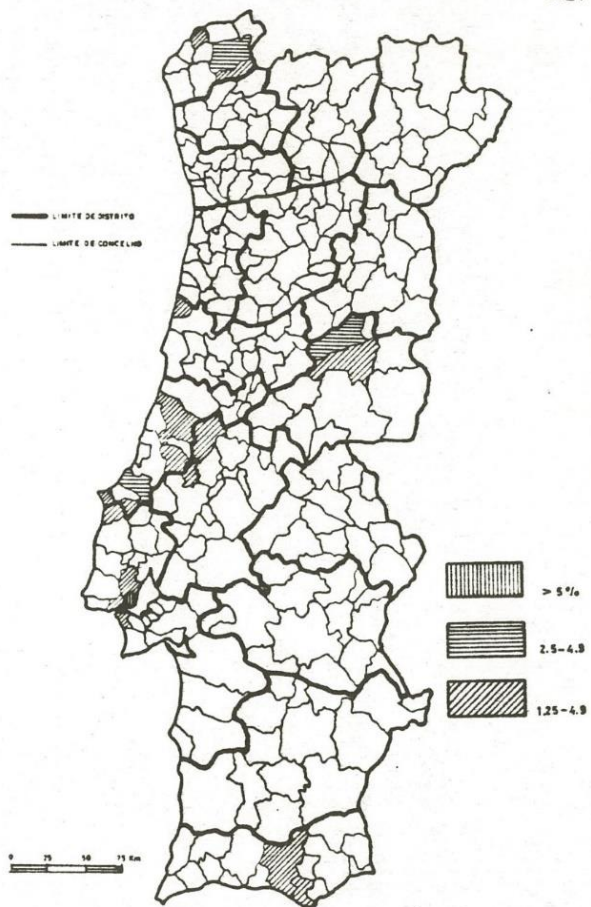 LIMITE DE DISTRITO
LIMITE DE CONCELHO
> 5%
2.5-4.9
1.25-4.9
0 25 50 75 Km